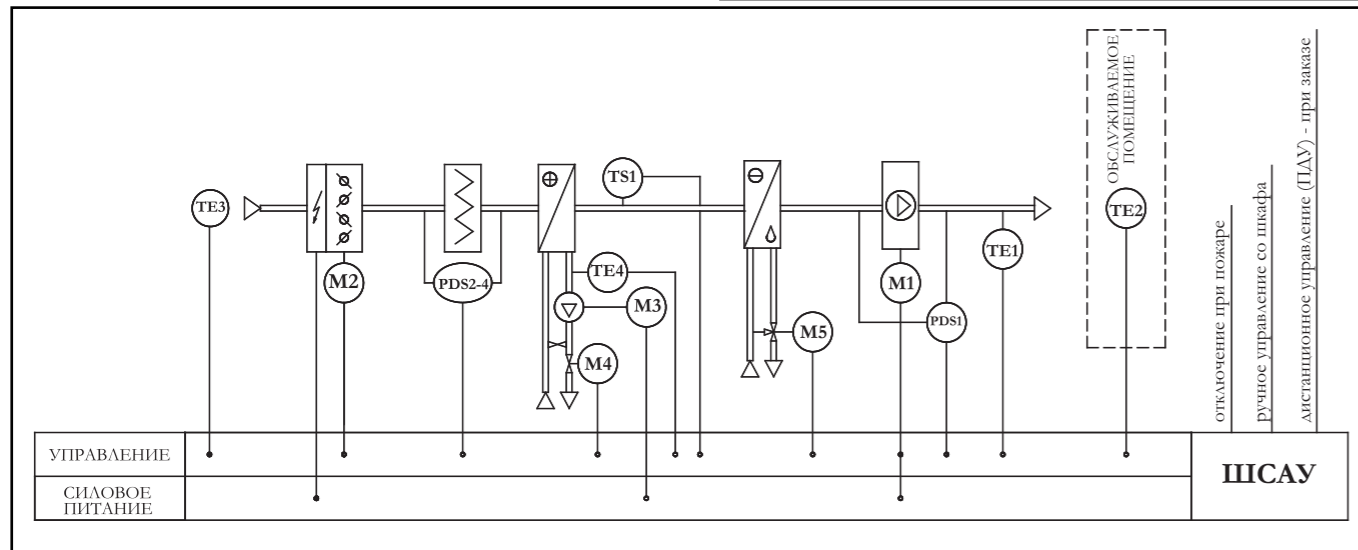 TE3
M2
PDS2-4
TE4
M3
M4
TS1
M5
M1
PDS1
TE1
ОБСЛУЖИВАЕМОЕ
ПОМЕЩЕНИЕ
TE2
отключение при пожаре
ручное управление со шкафа
дистанционное управление (ПДУ) - при заказе
УПРАВЛЕНИЕ
СИЛОВОЕ
ПИТАНИЕ
ШСАУ